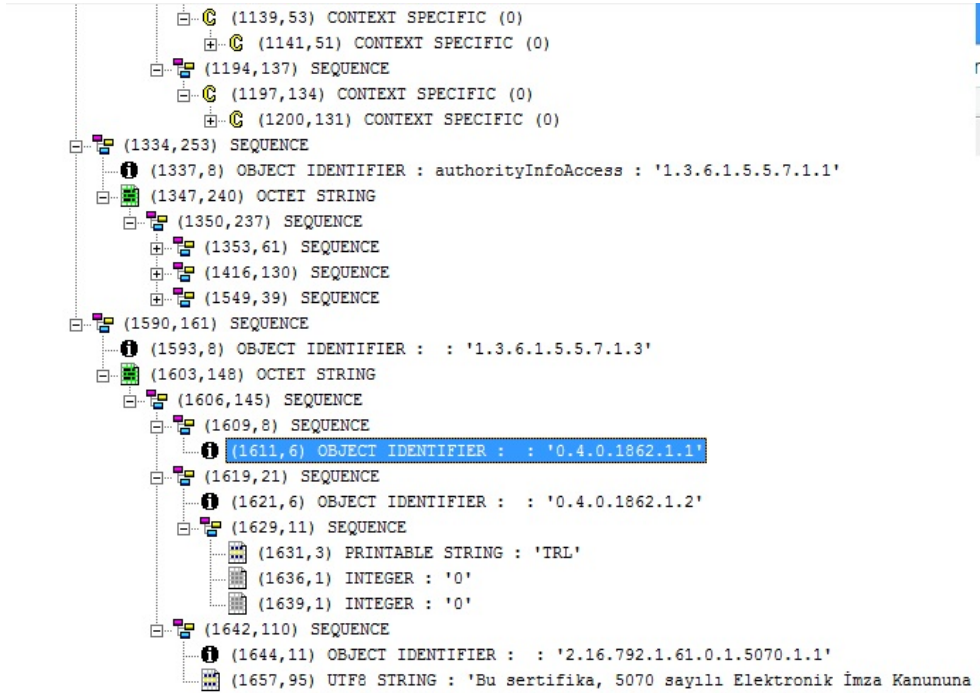 (1139,53) CONTEXT SPECIFIC (0)
(1141,51) CONTEXT SPECIFIC (0)
(1194,137) SEQUENCE
(1197,134) CONTEXT SPECIFIC (0)
(1200,131) CONTEXT SPECIFIC (0)
(1334,253) SEQUENCE
(1337,8) OBJECT IDENTIFIER : authorityInfoAccess : '1.3.6.1.5.5.7.1.1'
(1347,240) OCTET STRING
(1350,237) SEQUENCE
(1353,61) SEQUENCE
(1416,130) SEQUENCE
(1549,39) SEQUENCE
(1590,161) SEQUENCE
(1593,8) OBJECT IDENTIFIER :  : '1.3.6.1.5.5.7.1.3'
(1603,148) OCTET STRING
(1606,145) SEQUENCE
(1609,8) SEQUENCE
(1611,6) OBJECT IDENTIFIER :  : '0.4.0.1862.1.1'
(1619,21) SEQUENCE
(1621,6) OBJECT IDENTIFIER :  : '0.4.0.1862.1.2'
(1629,11) SEQUENCE
(1631,3) PRINTABLE STRING : 'TRL'
(1636,1) INTEGER : '0'
(1639,1) INTEGER : '0'
(1642,110) SEQUENCE
(1644,11) OBJECT IDENTIFIER :  : '2.16.792.1.61.0.1.5070.1.1'
(1657,95) UTF8 STRING : 'Bu sertifika, 5070 sayılı Elektronik İmza Kanununa